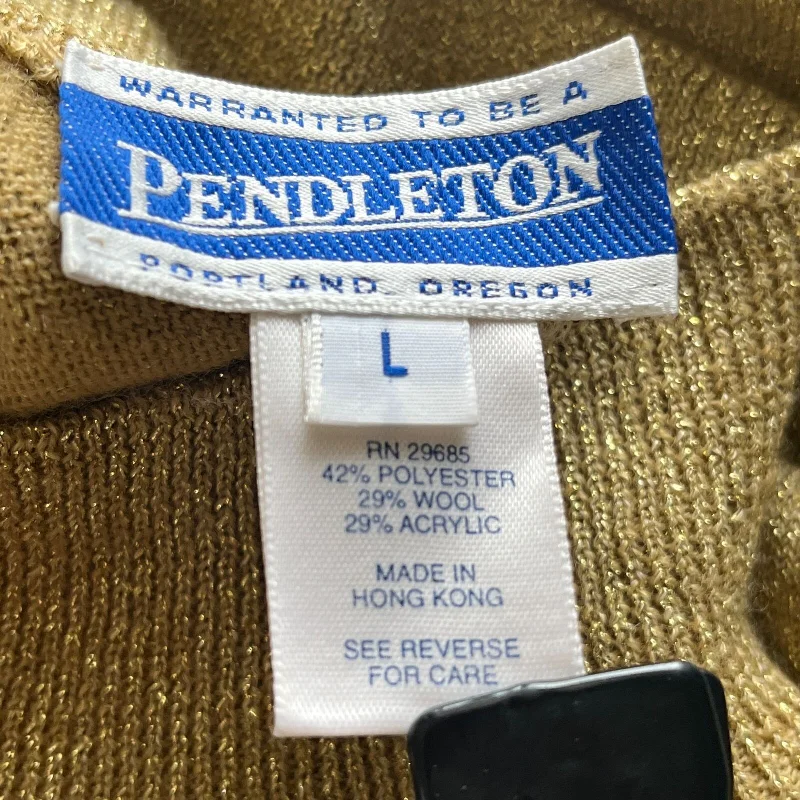 WARRANTED TO BE A
PENDLETON
PORTLAND, OREGON
L
RN 29685
42% POLYESTER
29% WOOL
29% ACRYLIC
MADE IN
HONG KONG
SEE REVERSE
FOR CARE